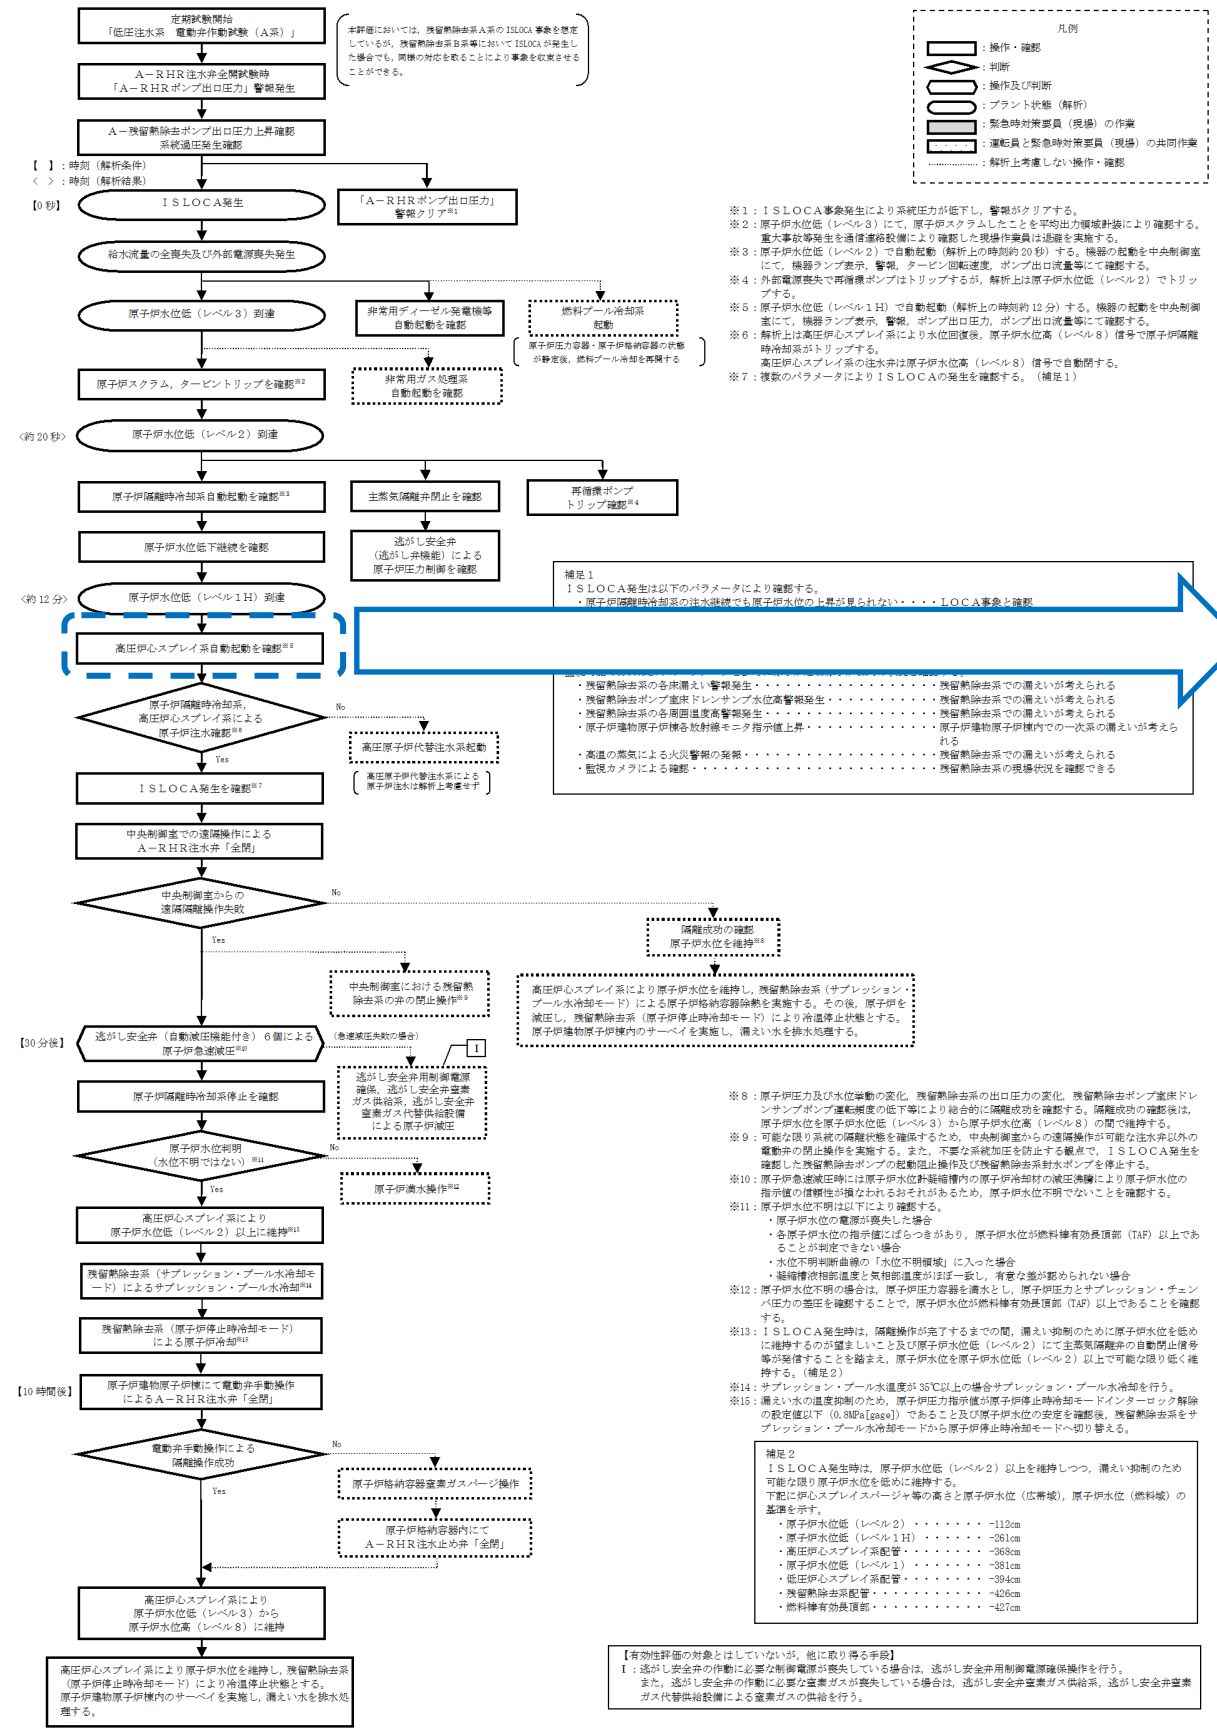 定期試験開始
「低圧注水系　電動弁作動試験（Ａ系）」
本評価においては，残留熱除去系Ａ系の ISLOCA 事象を想定
しているが，残留熱除去系Ｂ系等において ISLOCA が発生し
た場合でも，同様の対応を取ることにより事象を収束させる
ことができる。
凡例
：操作・確認
：判断
：操作及び判断
：プラント状態（解析）
：緊急時対策要員（現場）の作業
：運転員と緊急時対策要員（現場）の共同作業
：解析上考慮しない操作・確認
Ａ－ＲＨＲ注水弁全開試験時
「Ａ－ＲＨＲポンプ出口圧力」警報発生
Ａ－残留熱除去ポンプ出口圧力上昇確認
系統過圧発生確認
【　】：時刻（解析条件）
＜　＞：時刻（解析結果）
【0 秒】
ＩＳＬＯＣＡ発生
「Ａ－ＲＨＲポンプ出口圧力」
警報クリア※1
給水流量の全喪失及び外部電源喪失発生
原子炉水位低（レベル３）到達
非常用ディーゼル発電機等
自動起動を確認
燃料プール冷却系
起動
原子炉圧力容器・原子炉格納容器の状態
が静定後，燃料プール冷却を再開する
原子炉スクラム，タービントリップを確認※2
非常用ガス処理系
自動起動を確認
<約 20 秒>
原子炉水位低（レベル２）到達
原子炉隔離時冷却系自動起動を確認※3
主蒸気隔離弁閉止を確認
再循環ポンプ
トリップ確認※4
原子炉水位低下継続を確認
逃がし安全弁
（逃がし弁機能）による
原子炉圧力制御を確認
<約 12 分>
原子炉水位低（レベル１Ｈ）到達
高圧炉心スプレイ系自動起動を確認※5
原子炉隔離時冷却系，
高圧炉心スプレイ系による
原子炉注水確認※6
No
Yes
高圧原子炉代替注水系起動
高圧原子炉代替注水系による
原子炉注水は解析上考慮せず
ＩＳＬＯＣＡ発生を確認※7
中央制御室での遠隔操作による
Ａ－ＲＨＲ注水弁「全閉」
中央制御室からの
遠隔隔離操作失敗
No
Yes
隔離成功の確認
原子炉水位を維持※8
中央制御室における残留熱
除去系の弁の閉止操作※9
高圧炉心スプレイ系により原子炉水位を維持し，残留熱除去系（サプレッション・
プール水冷却モード）による原子炉格納容器除熱を実施する。その後，原子炉を
減圧し，残留熱除去系（原子炉停止時冷却モード）により冷温停止状態とする。
原子炉建物原子炉棟内のサーベイを実施し，漏えい水を排水処理する。
【30 分後】
逃がし安全弁（自動減圧機能付き）６個による
原子炉急速減圧※10
（急速減圧失敗の場合）
Ｉ
逃がし安全弁用制御電源
確保，逃がし安全弁窒素
ガス供給系，逃がし安全弁
窒素ガス代替供給設備
による原子炉減圧
原子炉隔離時冷却系停止を確認
原子炉水位判明
（水位不明ではない）※11
No
Yes
原子炉満水操作※12
高圧炉心スプレイ系により
原子炉水位低（レベル２）以上に維持※13
残留熱除去系（サプレッション・プール水冷却モ
ード）によるサプレッション・プール水冷却※14
残留熱除去系（原子炉停止時冷却モード）
による原子炉冷却※15
【10 時間後】
原子炉建物原子炉棟にて電動弁手動操作
によるＡ－ＲＨＲ注水弁「全閉」
電動弁手動操作による
隔離操作成功
No
Yes
原子炉格納容器窒素ガスパージ操作
原子炉格納容器内にて
Ａ－ＲＨＲ注水止め弁「全閉」
高圧炉心スプレイ系により
原子炉水位低（レベル３）から
原子炉水位高（レベル８）に維持
高圧炉心スプレイ系により原子炉水位を維持し，残留熱除去系
（原子炉停止時冷却モード）により冷温停止状態とする。
原子炉建物原子炉棟内のサーベイを実施し，漏えい水を排水処
理する。
※１：ＩＳＬＯＣＡ事象発生により系統圧力が低下し，警報がクリアする。
※２：原子炉水位低（レベル３）にて，原子炉スクラムしたことを平均出力領域計装により確認する。
重大事故等発生を通信連絡設備により確認した現場作業員は退避を実施する。
※３：原子炉水位低（レベル２）で自動起動（解析上の時刻約 20 秒）する。機器の起動を中央制御室
にて，機器ランプ表示，警報，タービン回転速度，ポンプ出口流量等にて確認する。
※４：外部電源喪失で再循環ポンプはトリップするが，解析上は原子炉水位低（レベル２）でトリッ
プする。
※５：原子炉水位低（レベル１Ｈ）で自動起動（解析上の時刻約 12 分）する。機器の起動を中央制御
室にて，機器ランプ表示，警報，ポンプ出口圧力，ポンプ出口流量等にて確認する。
※６：解析上は高圧炉心スプレイ系により水位回復後，原子炉水位高（レベル８）信号で原子炉隔離
時冷却系がトリップする。
高圧炉心スプレイ系の注水弁は原子炉水位高（レベル８）信号で自動閉する。
※７：複数のパラメータによりＩＳＬＯＣＡの発生を確認する。（補足１）
補足１
ＩＳＬＯＣＡ発生は以下のパラメータにより確認する。
・原子炉隔離時冷却系の注水継続でも原子炉水位の上昇が見られない・・・・ＬＯＣＡ事象と確認
・残留熱除去系の各床漏えい警報発生・・・・・・・・・・・・・・・・・・残留熱除去系での漏えいが考えられる
・残留熱除去ポンプ室床ドレンサンプ水位高警報発生・・・・・・・・・・・残留熱除去系での漏えいが考えられる
・残留熱除去系の各周囲温度高警報発生・・・・・・・・・・・・・・・・・残留熱除去系での漏えいが考えられる
・原子炉建物原子炉棟各放射線モニタ指示値上昇・・・・・・・・・・・・・原子炉建物原子炉棟内での一次系の漏えいが考えら
れる
・高温の蒸気による火災警報の発報・・・・・・・・・・・・・・・・・・・残留熱除去系での漏えいが考えられる
・監視カメラによる確認・・・・・・・・・・・・・・・・・・・・・・・・残留熱除去系の現場状況を確認できる
※８：原子炉圧力及び水位挙動の変化，残留熱除去系の出口圧力の変化，残留熱除去ポンプ室床ドレ
ンサンプポンプ運転頻度の低下等により総合的に隔離成功を確認する。隔離成功の確認後は，
原子炉水位を原子炉水位低（レベル３）から原子炉水位高（レベル８）の間で維持する。
※９：可能な限り系統の隔離状態を確保するため，中央制御室からの遠隔操作が可能な注水弁以外の
電動弁の閉止操作を実施する。また，不要な系統加圧を防止する観点で，ＩＳＬＯＣＡ発生を
確認した残留熱除去ポンプの起動阻止操作及び残留熱除去系封水ポンプを停止する。
※10：原子炉急速減圧時には原子炉水位計凝縮槽内の原子炉冷却材の減圧沸騰により原子炉水位の
指示値の信頼性が損なわれるおそれがあるため，原子炉水位不明でないことを確認する。
※11：原子炉水位不明は以下により確認する。
・原子炉水位の電源が喪失した場合
・各原子炉水位の指示値にばらつきがあり，原子炉水位が燃料棒有効長頂部（TAF）以上であ
ることが判定できない場合
・水位不明判断曲線の「水位不明領域」に入った場合
・凝縮槽液相部温度と気相部温度がほぼ一致し，有意な差が認められない場合
※12：原子炉水位不明の場合は，原子炉圧力容器を満水とし，原子炉圧力とサプレッション・チェン
バ圧力の差圧を確認することで，原子炉水位が燃料棒有効長頂部（TAF）以上であることを確認
する。
※13：ＩＳＬＯＣＡ発生時は，隔離操作が完了するまでの間，漏えい抑制のために原子炉水位を低め
に維持するのが望ましいこと及び原子炉水位低（レベル２）にて主蒸気隔離弁の自動閉止信号
等が発信することを踏まえ，原子炉水位を原子炉水位低（レベル２）以上で可能な限り低く維
持する。（補足２）
※14：サプレッション・プール水温度が 35℃以上の場合サプレッション・プール水冷却を行う。
※15：漏えい水の温度抑制のため，原子炉圧力指示値が原子炉停止時冷却モードインターロック解除
の設定値以下（0.8MPa[gage]）であること及び原子炉水位の安定を確認後，残留熱除去系をサ
プレッション・プール水冷却モードから原子炉停止時冷却モードへ切り替える。
補足２
ＩＳＬＯＣＡ発生時は，原子炉水位低（レベル２）以上を維持しつつ，漏えい抑制のため
可能な限り原子炉水位を低めに維持する。
下記に炉心スプレイスパージャ等の高さと原子炉水位（広帯域），原子炉水位（燃料域）の
基準を示す。
・原子炉水位低（レベル２）・・・・・・・ -112cm
・原子炉水位低（レベル１Ｈ）・・・・・・ -261cm
・高圧炉心スプレイ系配管・・・・・・・・ -368cm
・原子炉水位低（レベル１）・・・・・・・ -381cm
・低圧炉心スプレイ系配管・・・・・・・・ -394cm
・残留熱除去系配管・・・・・・・・・・・ -426cm
・燃料棒有効長頂部・・・・・・・・・・・ -427cm
【有効性評価の対象とはしていないが，他に取り得る手段】
Ｉ：逃がし安全弁の作動に必要な制御電源が喪失している場合は，逃がし安全弁用制御電源確保操作を行う。
また，逃がし安全弁の作動に必要な窒素ガスが喪失している場合は，逃がし安全弁窒素ガス供給系，逃がし安全弁窒素
ガス代替供給設備による窒素ガスの供給を行う。